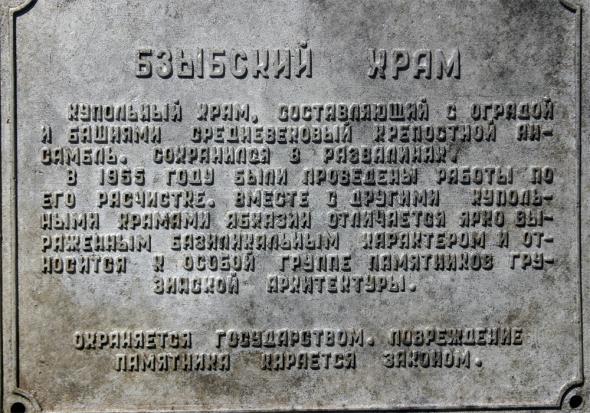 БЗЫБСКИЙ ХРАМ
КУПОЛЬНЫЙ ХРАМ, СОСТАВЛЯЮЩИЙ С ОГРАДОЙ
И БАШНЯМИ СРЕДНЕВЕКОВЫЙ КРЕПОСТНОЙ АН-
САМБЛЬ. СОХРАНИЛСЯ В РАЗВАЛИНАХ.
В 1965 ГОДУ БЫЛИ ПРОВЕДЕНЫ РАБОТЫ ПО
ЕГО РАСЧИСТКЕ. ВМЕСТЕ С ДРУГИМИ КУПОЛЬ-
НЫМИ ХРАМАМИ АБХАЗИИ ОТЛИЧАЕТСЯ ЯРКО ВЫ-
РАЖЕННЫМ БАЗИЛИКАЛЬНЫМ ХАРАКТЕРОМ И ОТ-
НОСИТСЯ К ОСОБОЙ ГРУППЕ ПАМЯТНИКОВ ГРУ-
ЗИНСКОЙ АРХИТЕКТУРЫ.
ОХРАНЯЕТСЯ ГОСУДАРСТВОМ. ПОВРЕЖДЕНИЕ
ПАМЯТНИКА КАРАЕТСЯ ЗАКОНОМ.